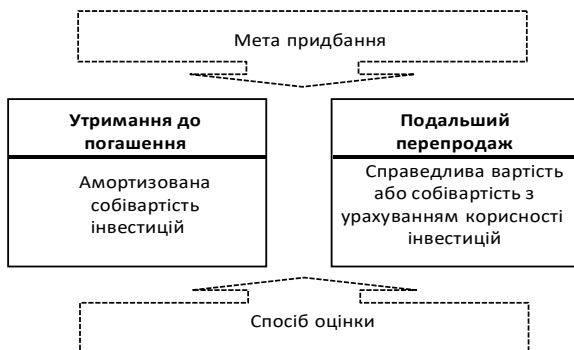 Мета придбання
Утримання до
погашення
Амортизована
собівартість
інвестицій
Подальший
перепродаж
Справедлива вартість
або собівартість з
урахуванням корисності
інвестицій
Спосіб оцінки